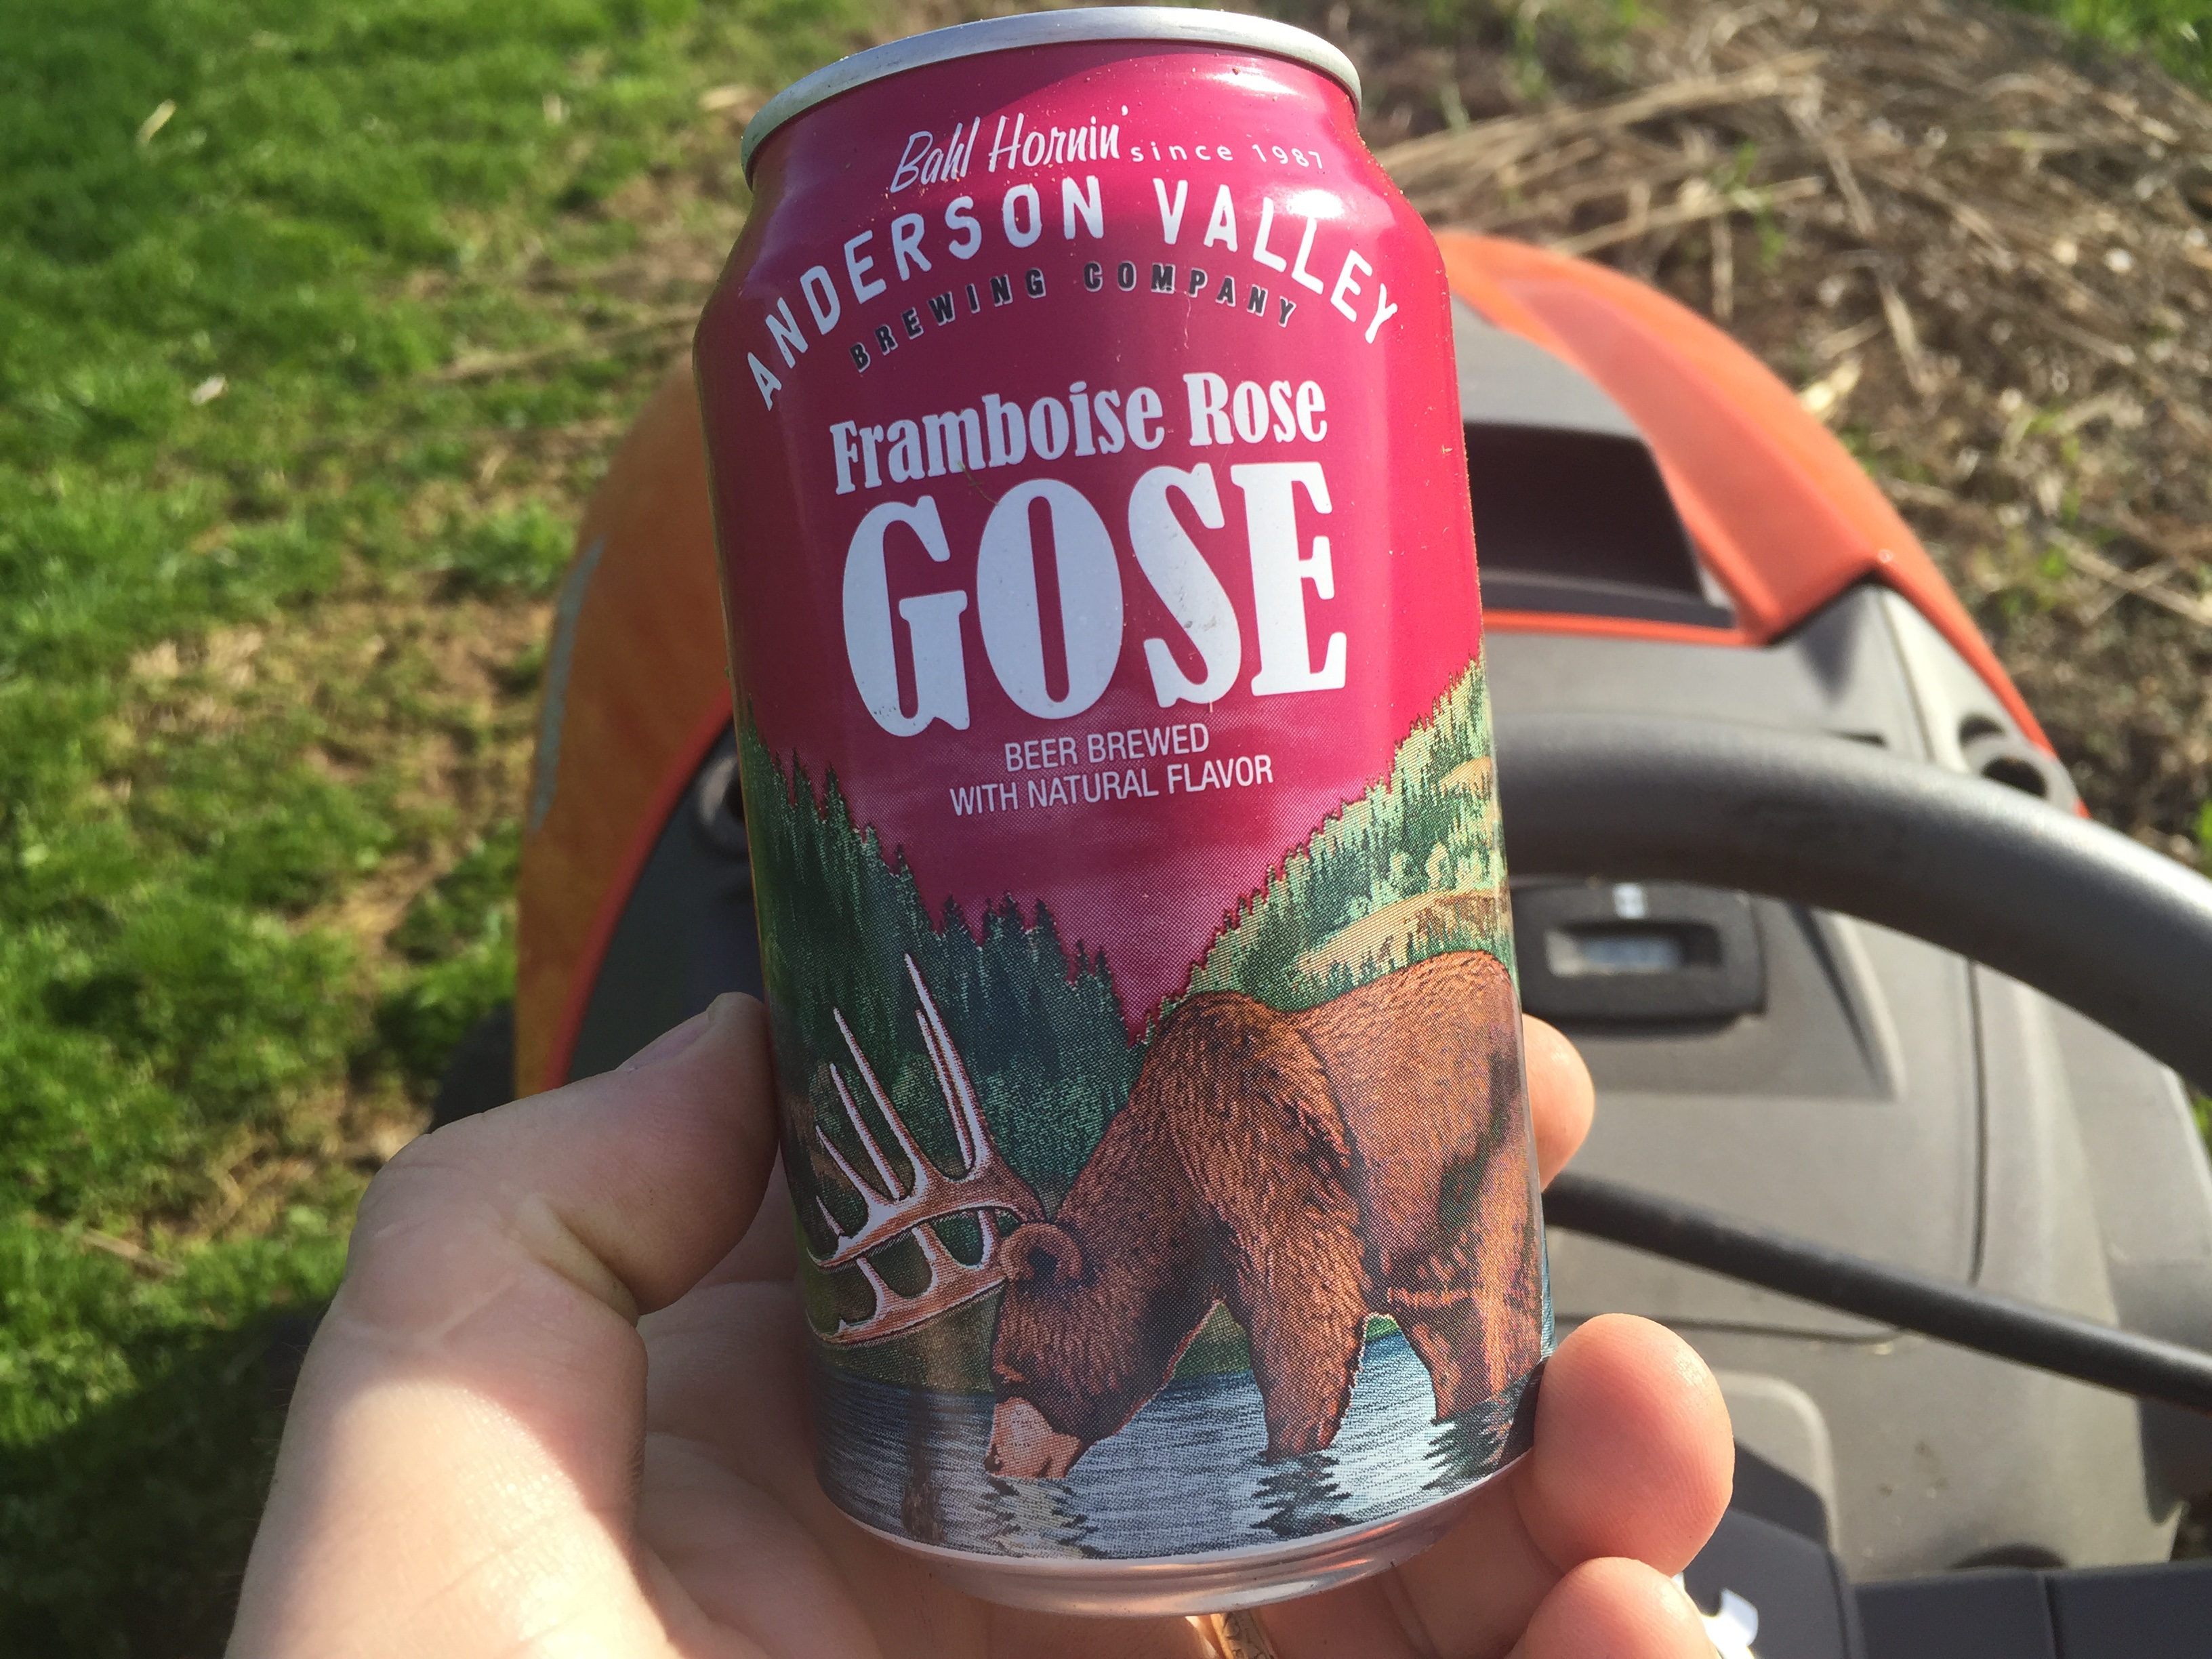 Bahl Hornin' since 1987
ANDERSON VALLEY
BREWING COMPANY
Framboise Rose
GOSE
BEER BREWED
WITH NATURAL FLAVOR